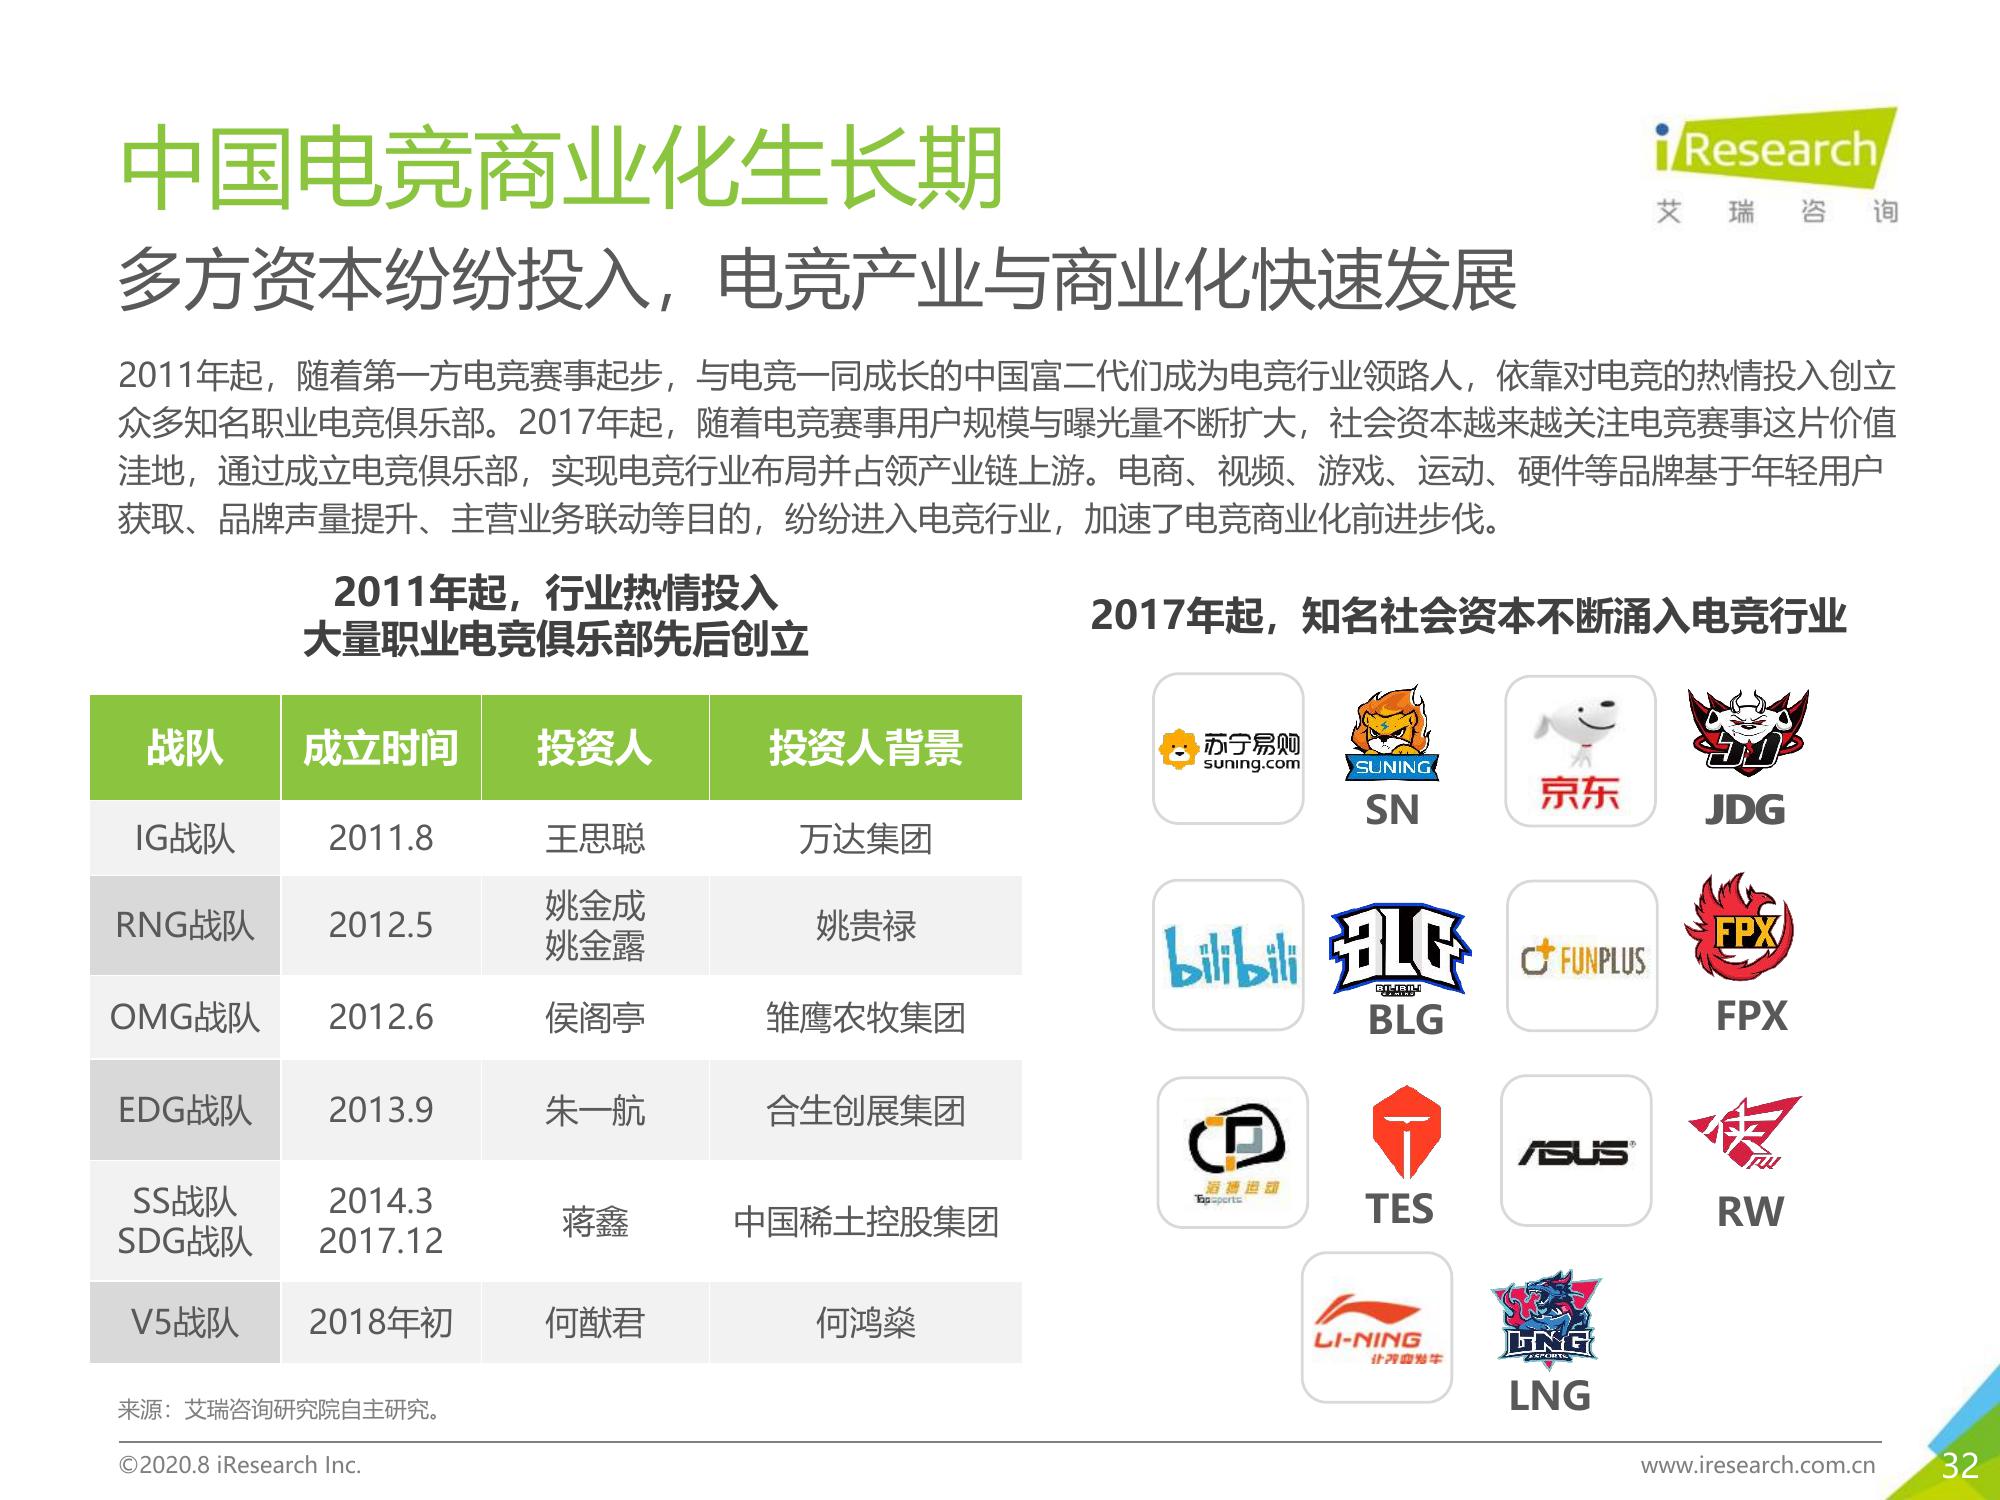 中国电竞商业化生长期
iResearch
艾瑞咨询
多方资本纷纷投入，电竞产业与商业化快速发展
2011年起，随着第一方电竞赛事起步，与电竞一同成长的中国富二代们成为电竞行业领路人，依靠对电竞的热情投入创立
众多知名职业电竞俱乐部。2017年起，随着电竞赛事用户规模与曝光量不断扩大，社会资本越来越关注电竞赛事这片价值
洼地，通过成立电竞俱乐部，实现电竞行业布局并占领产业链上游。电商、视频、游戏、运动、硬件等品牌基于年轻用户
获取、品牌声量提升、主营业务联动等目的，纷纷进入电竞行业，加速了电竞商业化前进步伐。
2011年起，行业热情投入
大量职业电竞俱乐部先后创立
战队 成立时间 投资人 投资人背景
IG战队 2011.8 王思聪 万达集团
RNG战队 2012.5 姚金成 姚贵禄
姚金露
OMG战队 2012.6 侯阁亭 雏鹰农牧集团
EDG战队 2013.9 朱一航 合生创展集团
SS战队 2014.3 蒋鑫 中国稀土控股集团
SDG战队 2017.12
V5战队 2018年初 何猷君 何鸿燊
2017年起，知名社会资本不断涌入电竞行业
苏宁易购
suning.com
SUNING
SN
京东
JD
JDG
bilibili
BLG
BILIBILI
GAMING
BLG
FUNPLUS
FPX
FPX
滔搏运动
Topsports
TES
ASUS
侠
RW
RW
LI-NING
让改变发生
LNG
ESPORTS
LNG
来源：艾瑞咨询研究院自主研究。
©2020.8 iResearch Inc.
www.iresearch.com.cn
32